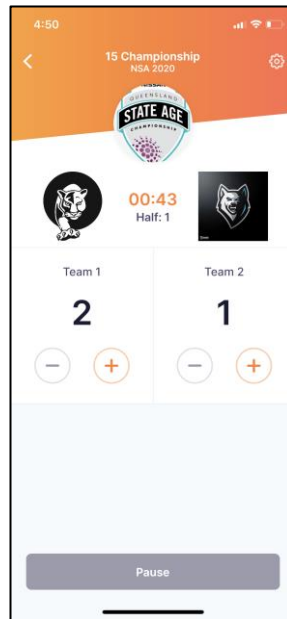 4:50
15 Championship
NSA 2020
QUEENSLAND
STATE AGE
CHAMPIONSHIP
00:43
Half: 1
Team 1
Team 2
2
1
− +
− +
Pause